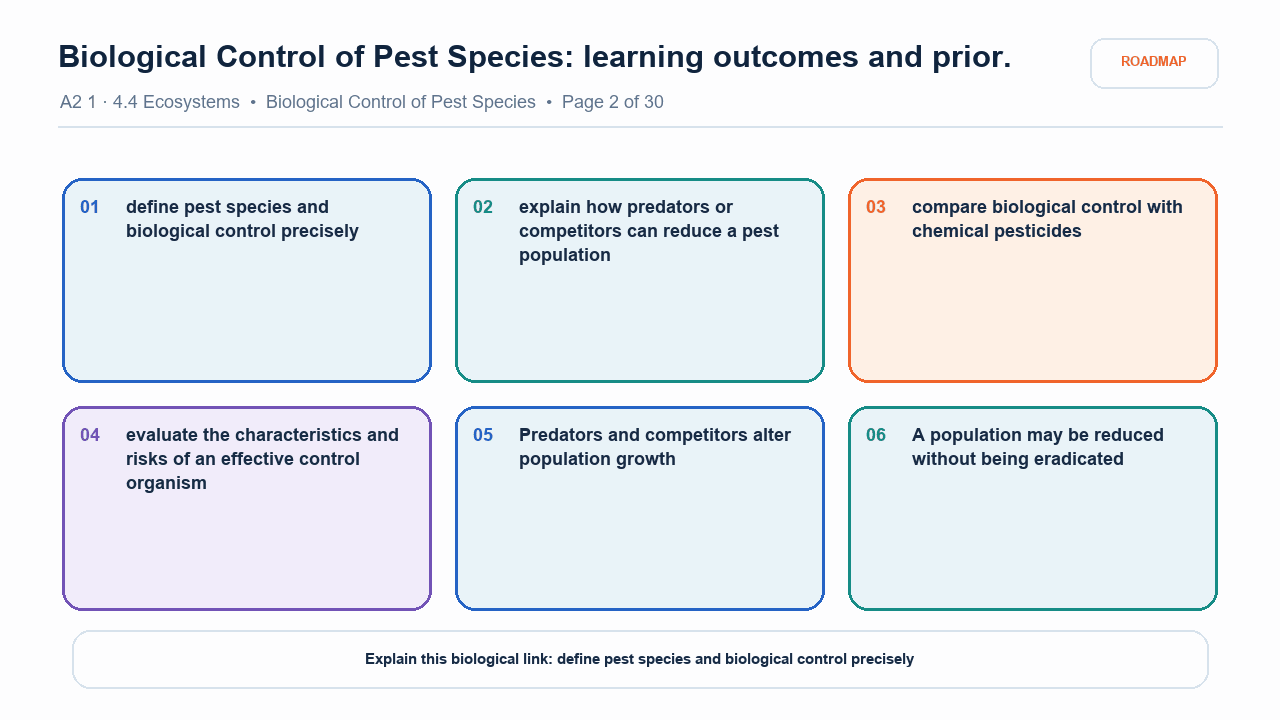 Biological Control of Pest Species: learning outcomes and prior.
ROADMAP
A2 1 · 4.4 Ecosystems • Biological Control of Pest Species • Page 2 of 30
01 define pest species and
biological control precisely
02 explain how predators or
competitors can reduce a pest
population
03 compare biological control with
chemical pesticides
04 evaluate the characteristics and
risks of an effective control
organism
05 Predators and competitors alter
population growth
06 A population may be reduced
without being eradicated
Explain this biological link: define pest species and biological control precisely